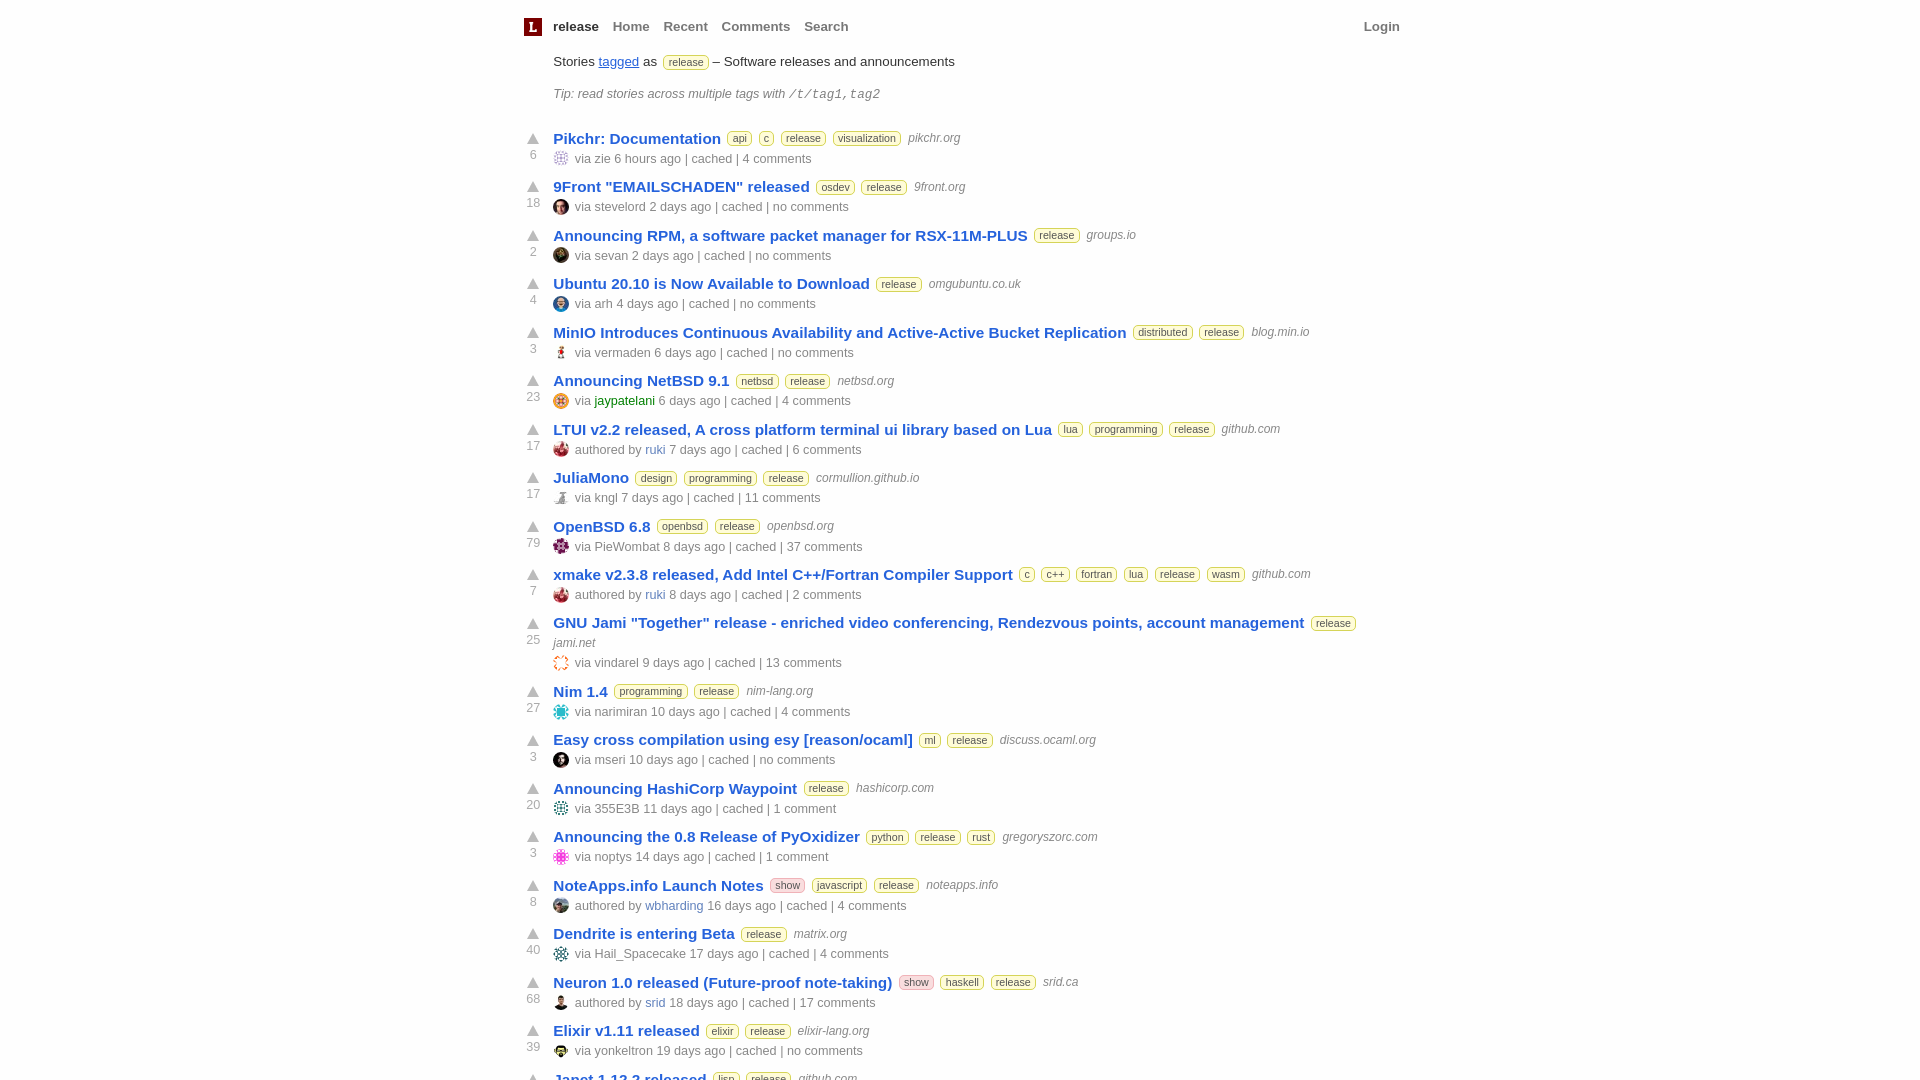 L release Home Recent Comments Search Login
Stories tagged as release – Software releases and announcements
Tip: read stories across multiple tags with /t/tag1,tag2
Pikchr: Documentation api c release visualization pikchr.org
6
via zie 6 hours ago | cached | 4 comments
9Front "EMAILSCHADEN" released osdev release 9front.org
18
via stevelord 2 days ago | cached | no comments
Announcing RPM, a software packet manager for RSX-11M-PLUS release groups.io
2
via sevan 2 days ago | cached | no comments
Ubuntu 20.10 is Now Available to Download release omgubuntu.co.uk
4
via arh 4 days ago | cached | no comments
MinIO Introduces Continuous Availability and Active-Active Bucket Replication distributed release blog.min.io
3
via vermaden 6 days ago | cached | no comments
Announcing NetBSD 9.1 netbsd release netbsd.org
23
via jaypatelani 6 days ago | cached | 4 comments
LTUI v2.2 released, A cross platform terminal ui library based on Lua lua programming release github.com
17
authored by ruki 7 days ago | cached | 6 comments
JuliaMono design programming release cormullion.github.io
17
via kngl 7 days ago | cached | 11 comments
OpenBSD 6.8 openbsd release openbsd.org
79
via PieWombat 8 days ago | cached | 37 comments
xmake v2.3.8 released, Add Intel C++/Fortran Compiler Support c c++ fortran lua release wasm github.com
7
authored by ruki 8 days ago | cached | 2 comments
GNU Jami "Together" release - enriched video conferencing, Rendezvous points, account management release
25
jami.net
via vindarel 9 days ago | cached | 13 comments
Nim 1.4 programming release nim-lang.org
27
via narimiran 10 days ago | cached | 4 comments
Easy cross compilation using esy [reason/ocaml] ml release discuss.ocaml.org
3
via mseri 10 days ago | cached | no comments
Announcing HashiCorp Waypoint release hashicorp.com
20
via 355E3B 11 days ago | cached | 1 comment
Announcing the 0.8 Release of PyOxidizer python release rust gregoryszorc.com
3
via noptys 14 days ago | cached | 1 comment
NoteApps.info Launch Notes show javascript release noteapps.info
8
authored by wbharding 16 days ago | cached | 4 comments
Dendrite is entering Beta release matrix.org
40
via Hail_Spacecake 17 days ago | cached | 4 comments
Neuron 1.0 released (Future-proof note-taking) show haskell release srid.ca
68
authored by srid 18 days ago | cached | 17 comments
Elixir v1.11 released elixir release elixir-lang.org
39
via yonkeltron 19 days ago | cached | no comments
Janet 1.12.2 released lisp release github.com